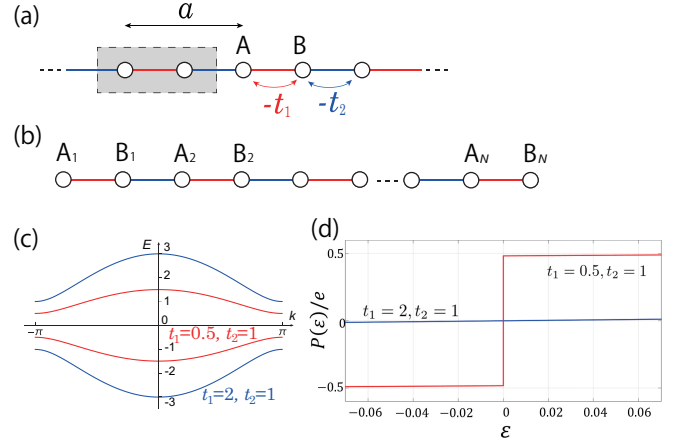 (a)
a
A B
-t₁ -t₂
(b)
A₁ B₁ A₂ B₂ A_N B_N
(c)
E
3
2
1
0
-1
-2
-3
−π π
k
t₁=0.5, t₂=1
t₁=2, t₂=1
(d)
P(ε)/e
0.5
0
−0.5
t₁ = 0.5, t₂ = 1
t₁ = 2, t₂ = 1
−0.06 −0.04 −0.02 0 0.02 0.04 0.06
ε